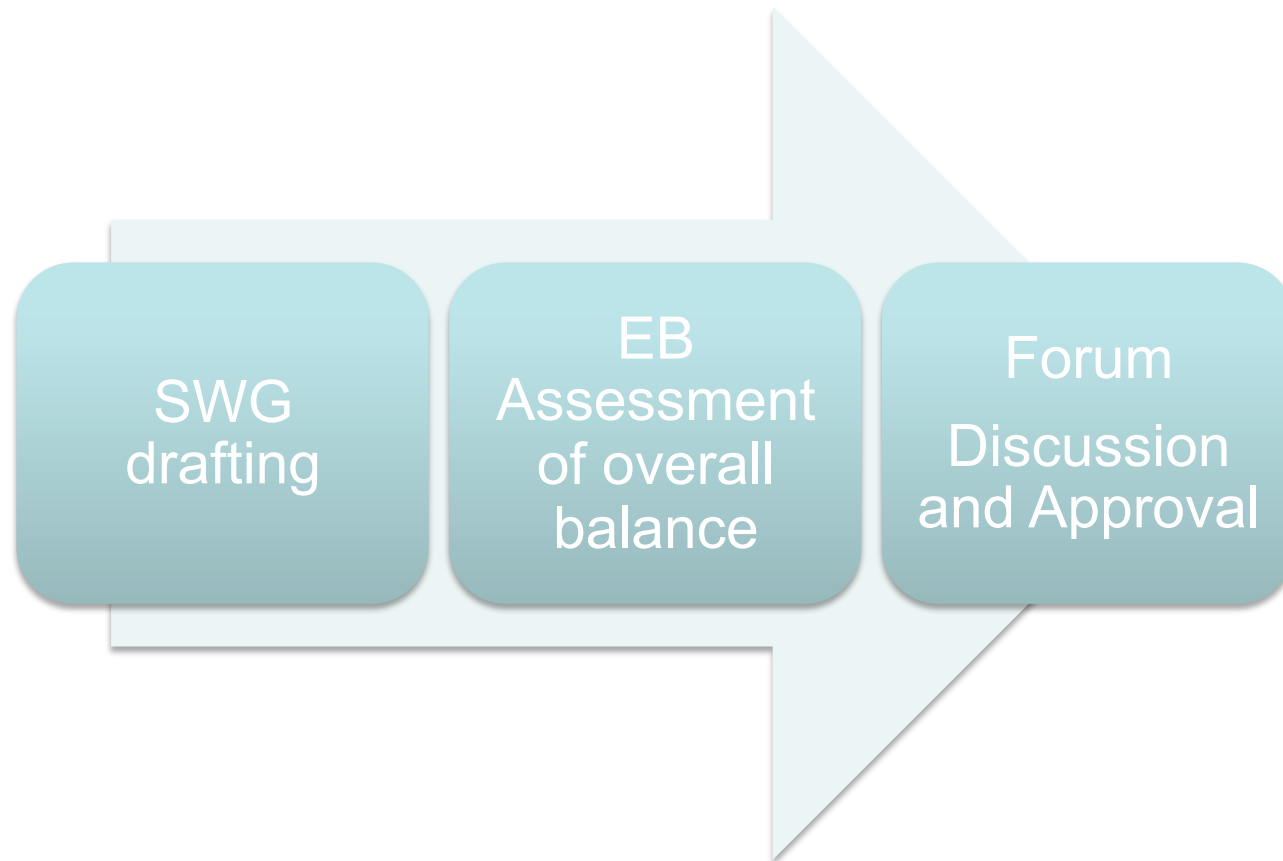 SWG
drafting
EB
Assessment
of overall
balance
Forum
Discussion
and Approval